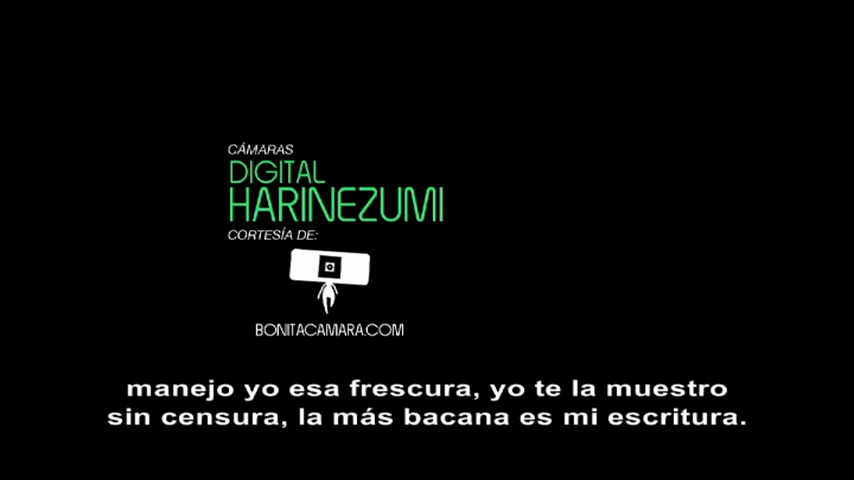 CÁMARAS
DIGITAL
HARINEZUMI
CORTESÍA DE:
BONITACAMARA.COM
manejo yo esa frescura, yo te la muestro
sin censura, la más bacana es mi escritura.